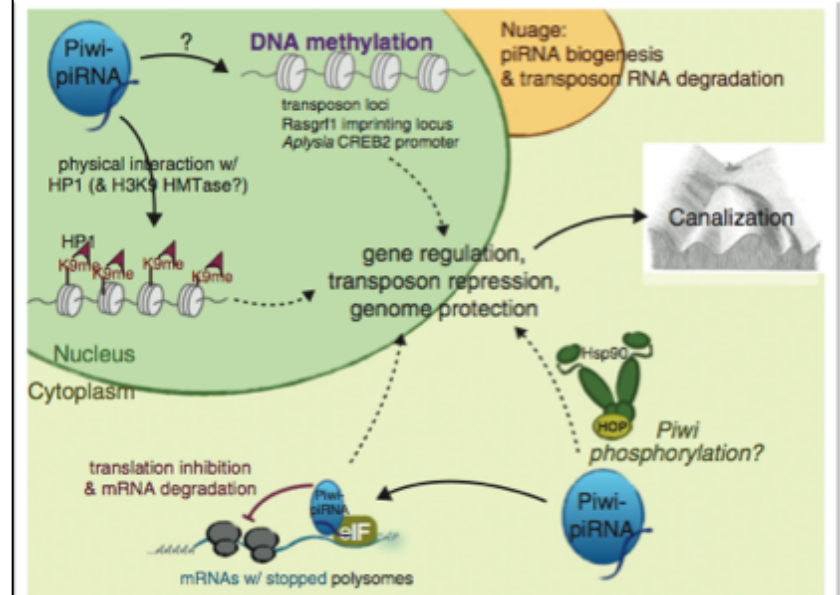 Piwi-
piRNA
?
DNA methylation
transposon loci
Rasgrf1 imprinting locus
Aplysia CREB2 promoter
Nuage:
piRNA biogenesis
& transposon RNA degradation
physical interaction w/
HP1 (& H3K9 HMTase?)
HP1
K9me
K9me
K9me
K9me
Canalization
gene regulation,
transposon repression,
genome protection
Nucleus
Cytoplasm
Hsp90
HOP
Piwi
phosphorylation?
translation inhibition
& mRNA degradation
Piwi-
piRNA
eIF
Piwi-
piRNA
mRNAs w/ stopped polysomes